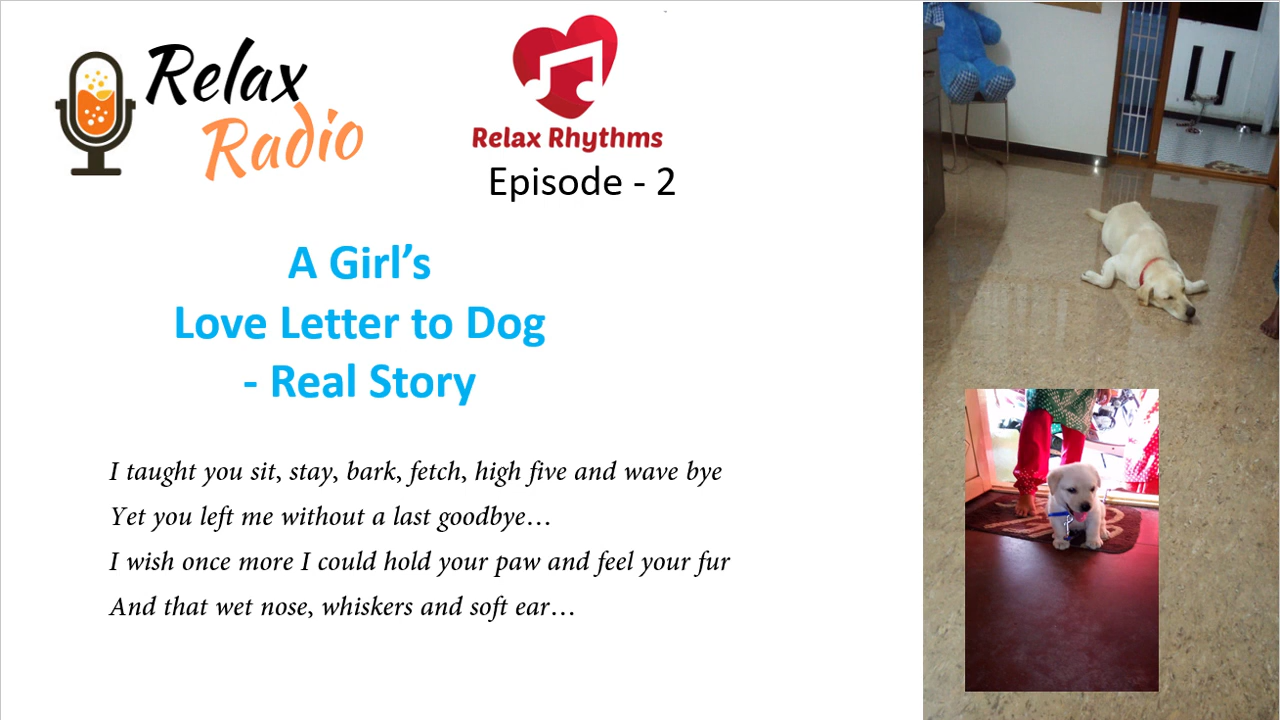 Relax
Radio
Relax Rhythms
Episode - 2
A Girl’s
Love Letter to Dog
- Real Story
I taught you sit, stay, bark, fetch, high five and wave bye
Yet you left me without a last goodbye…
I wish once more I could hold your paw and feel your fur
And that wet nose, whiskers and soft ear…